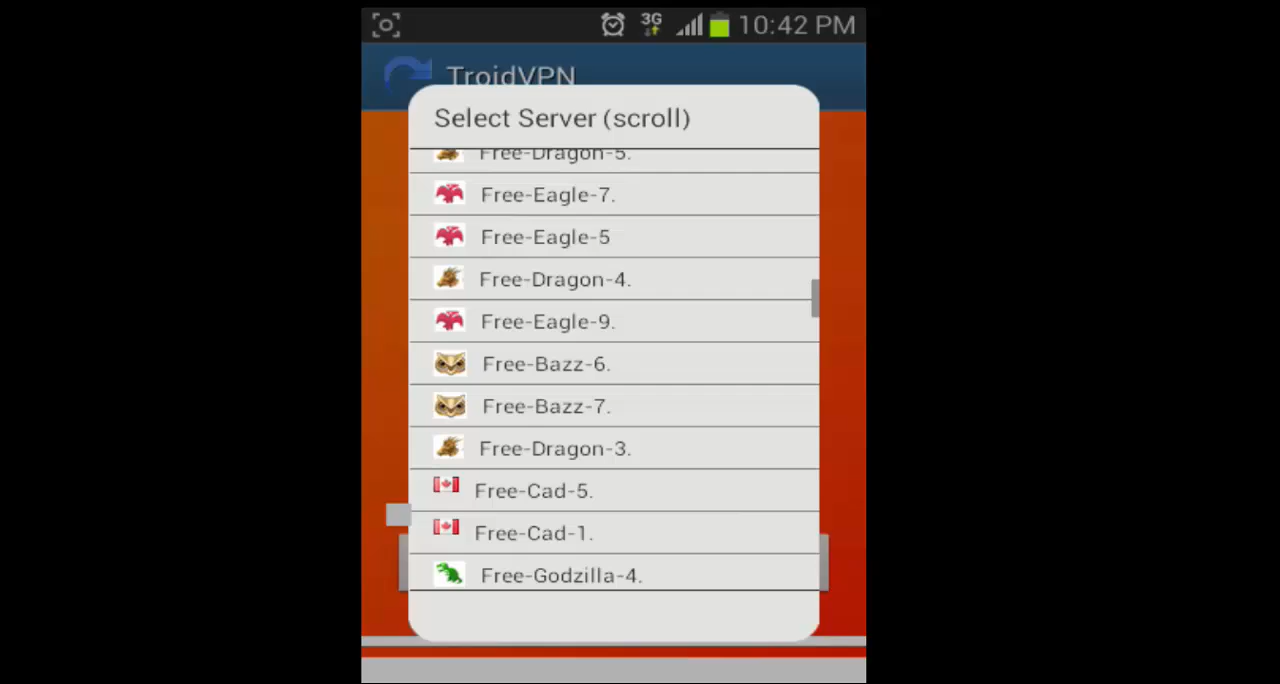 3G 10:42 PM
TroidVPN
Select Server (scroll)
Free-Dragon-5.
Free-Eagle-7.
Free-Eagle-5
Free-Dragon-4.
Free-Eagle-9.
Free-Bazz-6.
Free-Bazz-7.
Free-Dragon-3.
Free-Cad-5.
Free-Cad-1.
Free-Godzilla-4.